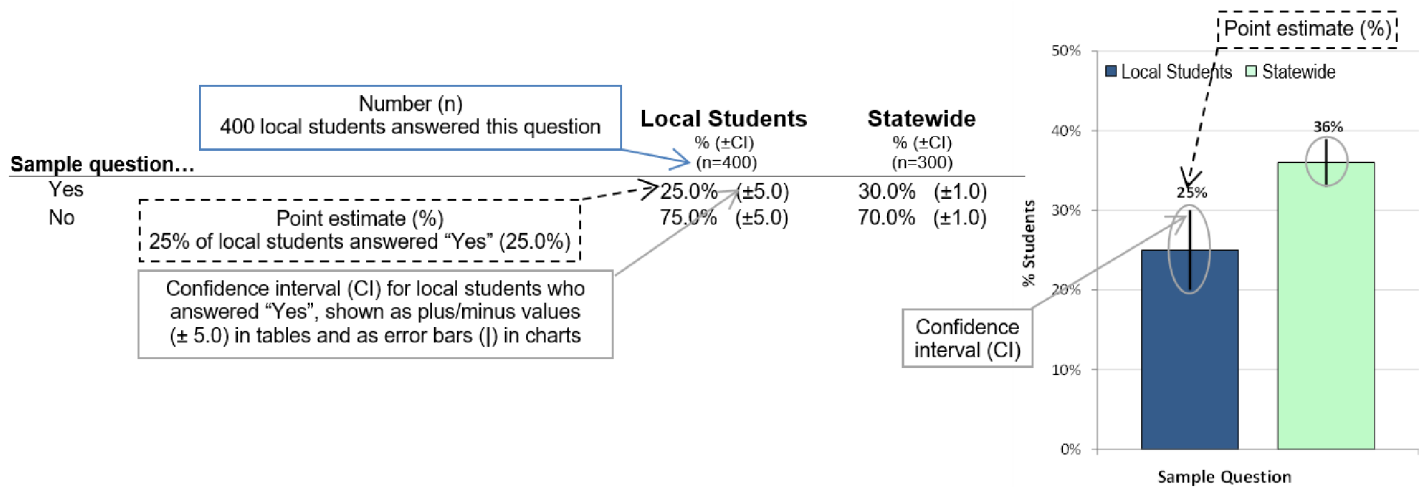 Number (n)
400 local students answered this question
Local Students Statewide
% (±CI) % (±CI)
(n=400) (n=300)
Sample question…
Yes 25.0% (±5.0) 30.0% (±1.0)
No 75.0% (±5.0) 70.0% (±1.0)
Point estimate (%)
25% of local students answered “Yes” (25.0%)
Confidence interval (CI) for local students who
answered “Yes”, shown as plus/minus values
(± 5.0) in tables and as error bars (|) in charts
Point estimate (%)
50%
Local Students Statewide
40%
36%
25%
30%
% Students
20%
Confidence
interval (CI)
10%
0%
Sample Question